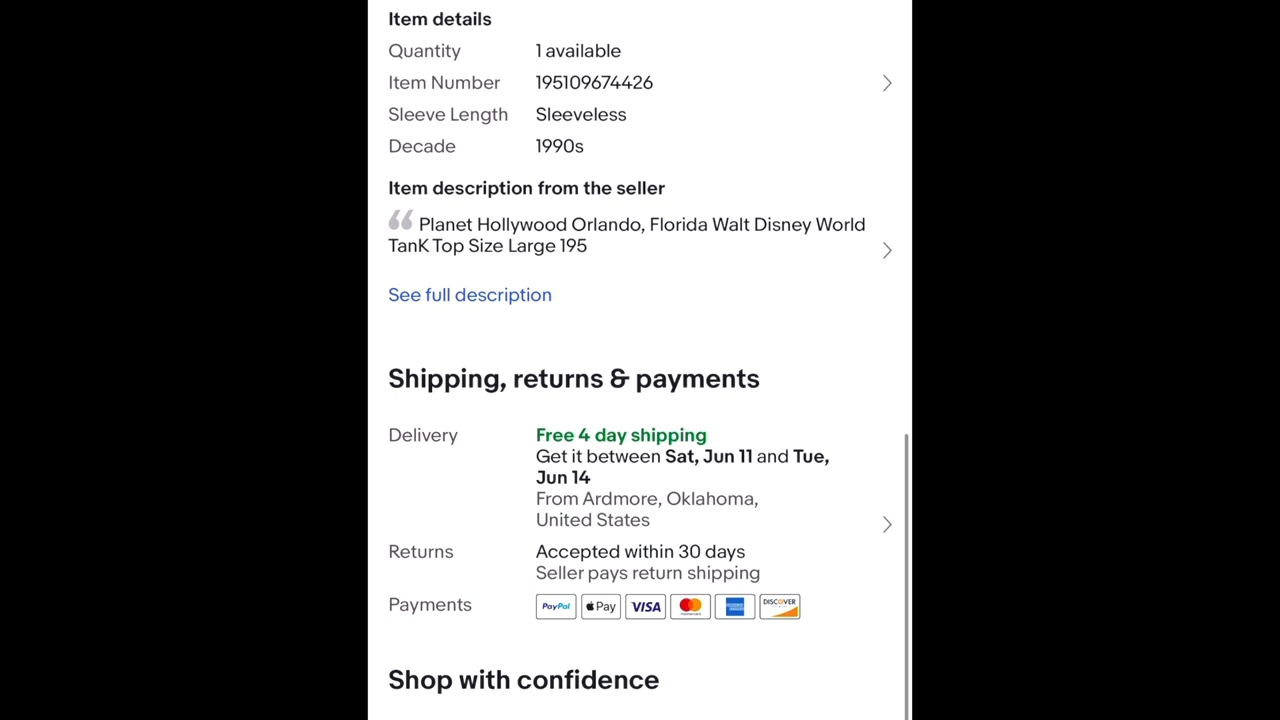 Item details
Quantity 1 available
Item Number 195109674426
Sleeve Length Sleeveless
Decade 1990s
Item description from the seller
“ Planet Hollywood Orlando, Florida Walt Disney World
TanK Top Size Large 195
See full description
Shipping, returns & payments
Delivery Free 4 day shipping
Get it between Sat, Jun 11 and Tue,
Jun 14
From Ardmore, Oklahoma,
United States
Returns Accepted within 30 days
Seller pays return shipping
Payments PayPal Pay VISA mastercard AMERICAN EXPRESS DISCOVER
Shop with confidence